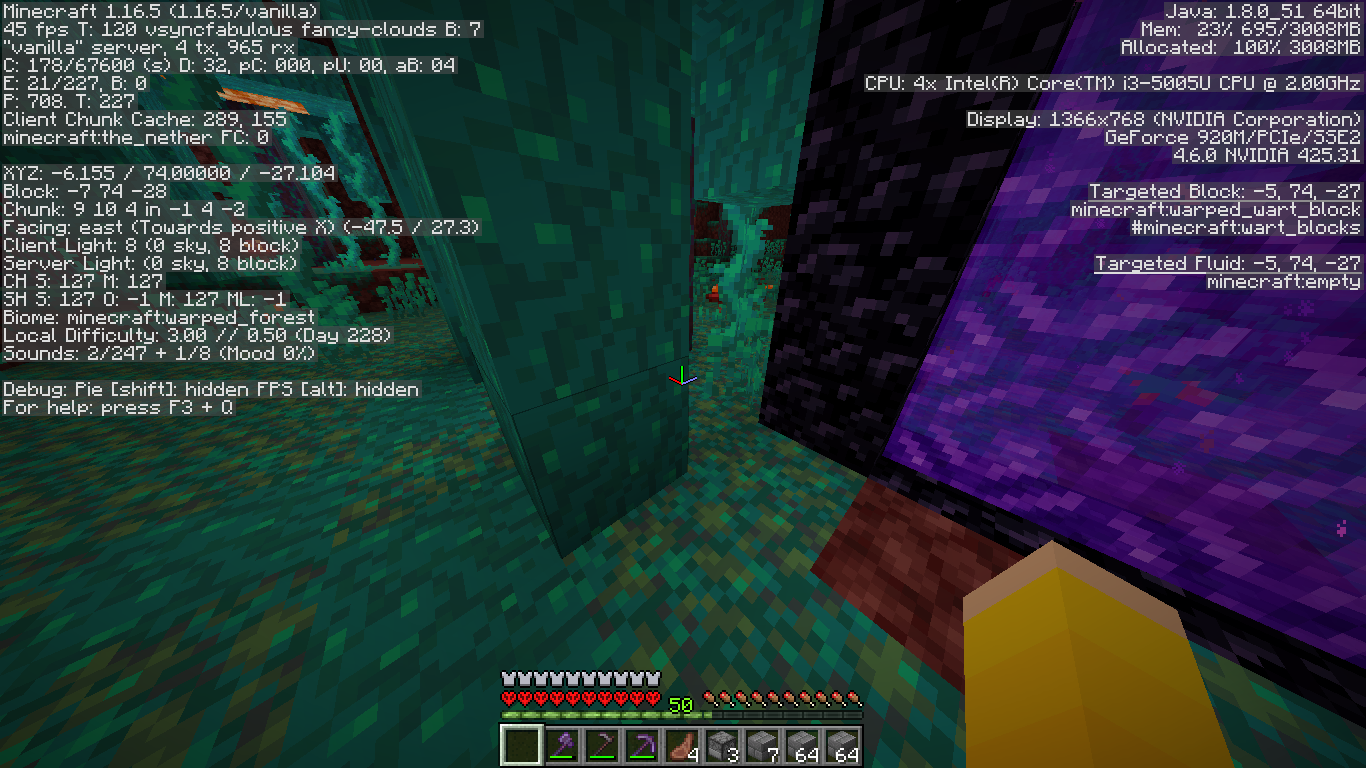 Minecraft 1.16.5 (1.16.5/vanilla)
45 fps T: 120 vsyncfabulous fancy-clouds B: 7
"vanilla" server, 4 tx, 965 rx
C: 178/67600 (s) D: 32, pC: 000, pU: 00, aB: 04
E: 21/227, B: 0
P: 708. T: 227
Client Chunk Cache: 289, 155
minecraft:the_nether FC: 0
XYZ: -6.155 / 74.00000 / -27.104
Block: -7 74 -28
Chunk: 9 10 4 in -1 4 -2
Facing: east (Towards positive X) (-47.5 / 27.3)
Client Light: 8 (0 sky, 8 block)
Server Light: (0 sky, 8 block)
CH S: 127 M: 127
SH S: 127 O: -1 M: 127 ML: -1
Biome: minecraft:warped_forest
Local Difficulty: 3.00 // 0.50 (Day 228)
Sounds: 2/247 + 1/8 (Mood 0%)
Debug: Pie [shift]: hidden FPS [alt]: hidden
For help: press F3 + Q
Java: 1.8.0_51 64bit
Mem: 23% 695/3008MB
Allocated: 100% 3008MB
CPU: 4x Intel(R) Core(TM) i3-5005U CPU @ 2.00GHz
Display: 1366x768 (NVIDIA Corporation)
GeForce 920M/PCIe/SSE2
4.6.0 NVIDIA 425.31
Targeted Block: -5, 74, -27
minecraft:warped_wart_block
#minecraft:wart_blocks
Targeted Fluid: -5, 74, -27
minecraft:empty
50
4 3 7 64 64